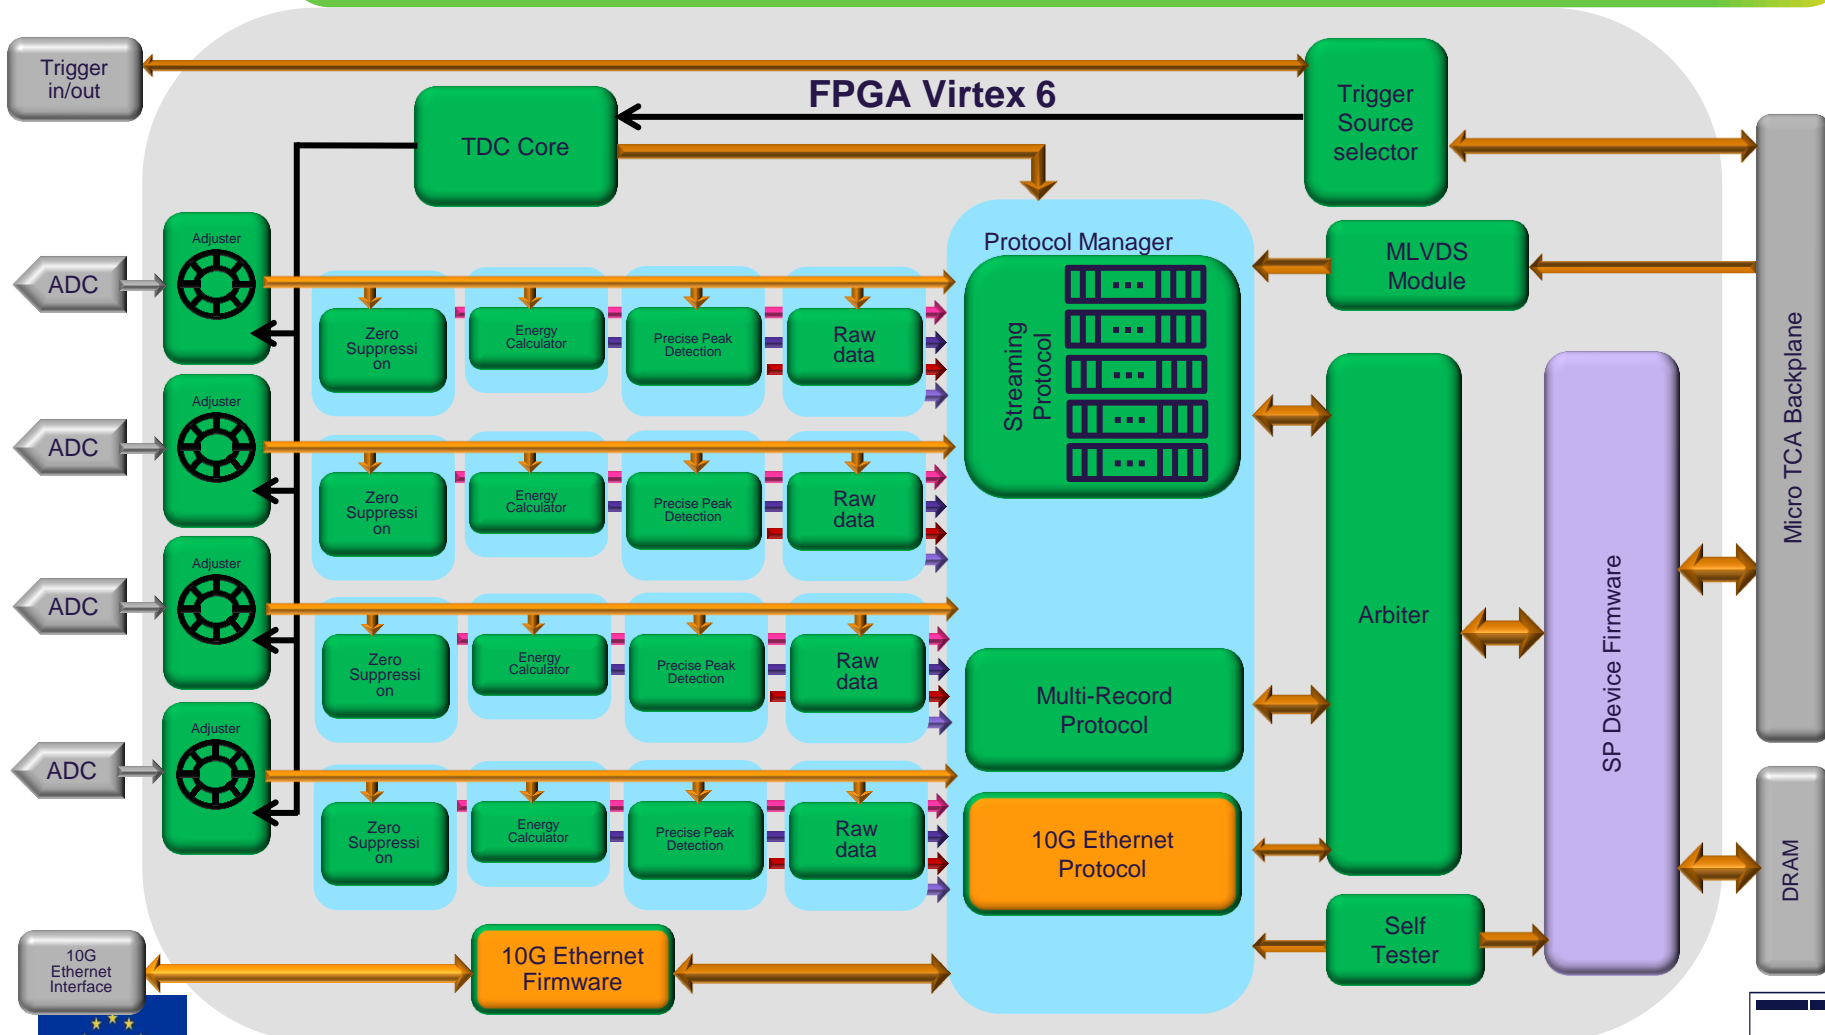 Trigger
in/out
FPGA Virtex 6
Trigger
Source
selector
TDC Core
Micro TCA Backplane
Protocol Manager
MLVDS
Module
Streaming
Protocol
ADC
Adjuster
Zero
Suppressi
on
Energy
Calculator
Precise Peak
Detection
Raw
data
ADC
Adjuster
Zero
Suppressi
on
Energy
Calculator
Precise Peak
Detection
Raw
data
ADC
Adjuster
Zero
Suppressi
on
Energy
Calculator
Precise Peak
Detection
Raw
data
Multi-Record
Protocol
Arbiter
SP Device Firmware
ADC
Adjuster
Zero
Suppressi
on
Energy
Calculator
Precise Peak
Detection
Raw
data
10G Ethernet
Protocol
DRAM
Self
Tester
10G
Ethernet
Interface
10G Ethernet
Firmware